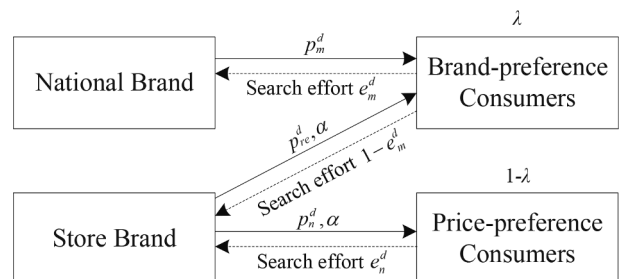 λ
National Brand
p_m^d
Search effort e_m^d
Brand-preference
Consumers
p_re^d, α
Search effort 1−e_m^d
1-λ
Store Brand
p_n^d, α
Search effort e_n^d
Price-preference
Consumers